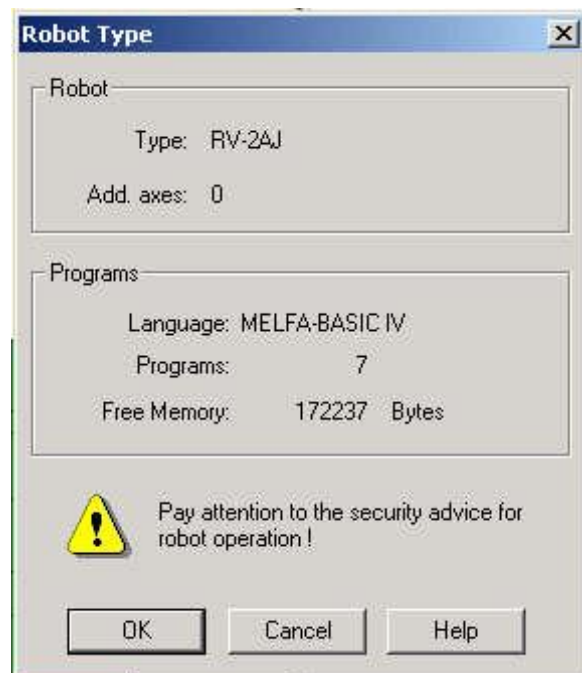 Robot Type
Robot
Type: RV-2AJ
Add. axes: 0
Programs
Language: MELFA-BASIC IV
Programs: 7
Free Memory: 172237 Bytes
Pay attention to the security advice for
robot operation !
OK Cancel Help